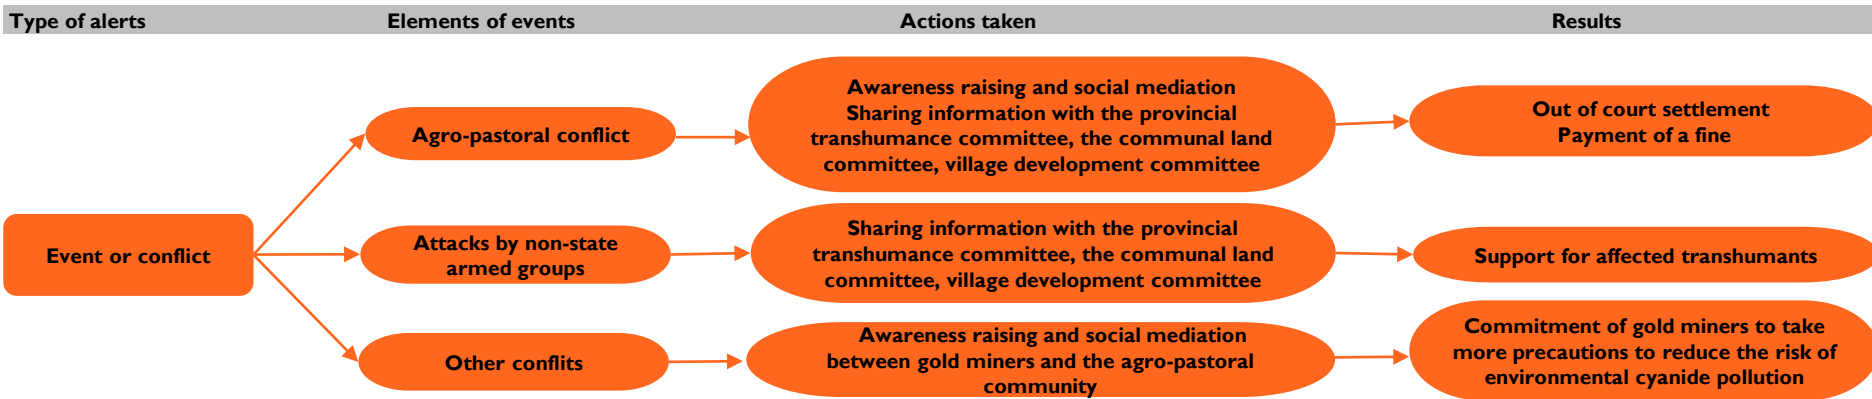 Type of alerts
Elements of events
Actions taken
Results
Event or conflict
Agro-pastoral conflict
Awareness raising and social mediation
Sharing information with the provincial
transhumance committee, the communal land
committee, village development committee
Out of court settlement
Payment of a fine
Attacks by non-state
armed groups
Sharing information with the provincial
transhumance committee, the communal land
committee, village development committee
Support for affected transhumants
Other conflits
Awareness raising and social mediation
between gold miners and the agro-pastoral
community
Commitment of gold miners to take
more precautions to reduce the risk of
environmental cyanide pollution